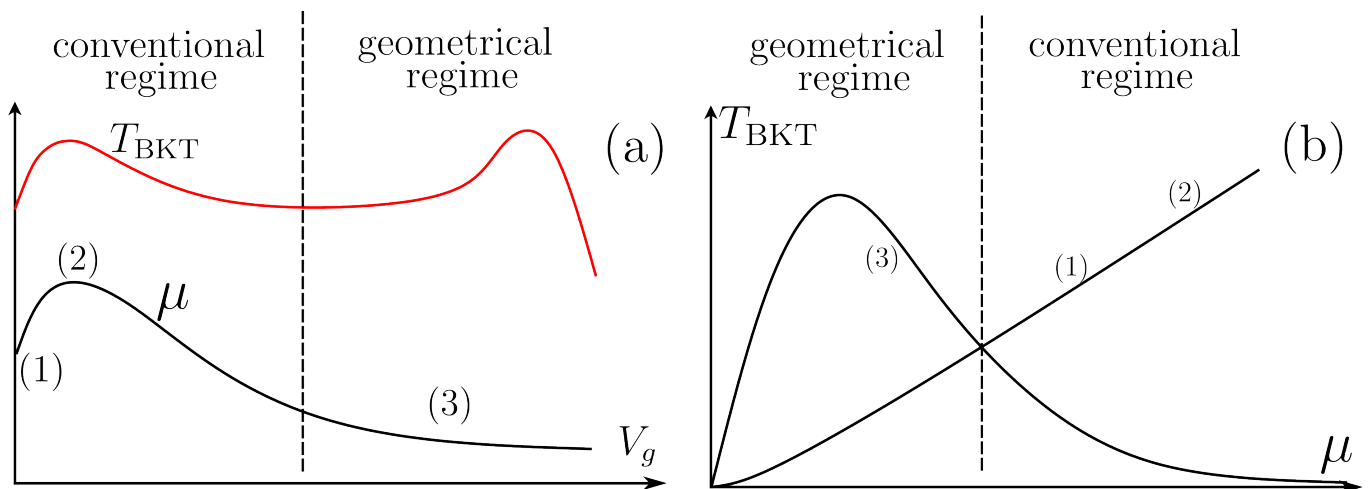 conventional
regime
geometrical
regime
(a)
T_BKT
(2)
μ
(1)
(3)
V_g
geometrical
regime
conventional
regime
T_BKT
(b)
(2)
(3)
(1)
μ